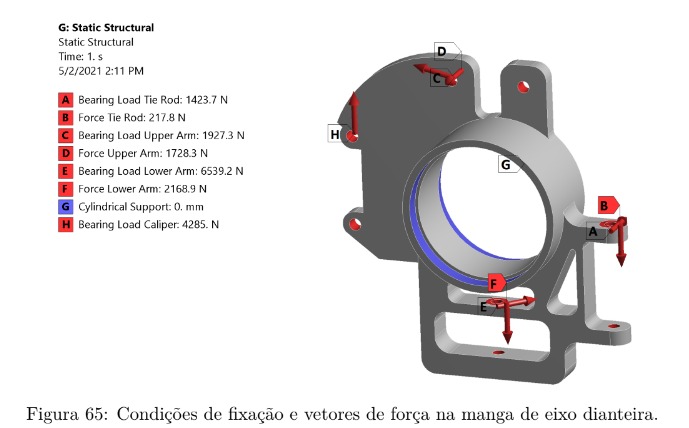 G: Static Structural
Static Structural
Time: 1. s
5/2/2021 2:11 PM
A Bearing Load Tie Rod: 1423.7 N
B Force Tie Rod: 217.8 N
C Bearing Load Upper Arm: 1927.3 N
D Force Upper Arm: 1728.3 N
E Bearing Load Lower Arm: 6539.2 N
F Force Lower Arm: 2168.9 N
G Cylindrical Support: 0. mm
H Bearing Load Caliper: 4285. N
D
C
H
G
B
A
F
E
Figura 65: Condições de fixação e vetores de força na manga de eixo dianteira.